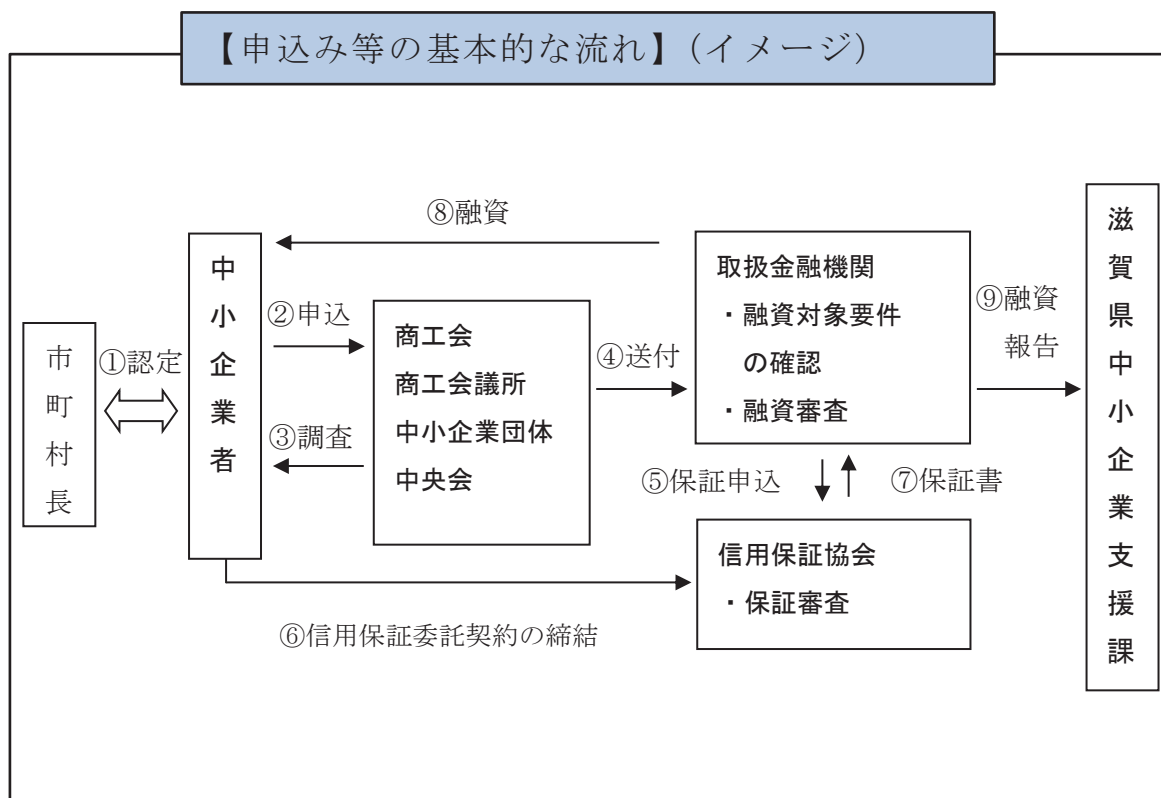 【申込み等の基本的な流れ】(イメージ)
市町村長
①認定
中小企業者
⑧融資
②申込
③調査
商工会
商工会議所
中小企業団体
中央会
④送付
取扱金融機関
・融資対象要件
の確認
・融資審査
⑨融資
報告
⑤保証申込
⑦保証書
信用保証協会
・保証審査
⑥信用保証委託契約の締結
滋賀県中小企業支援課